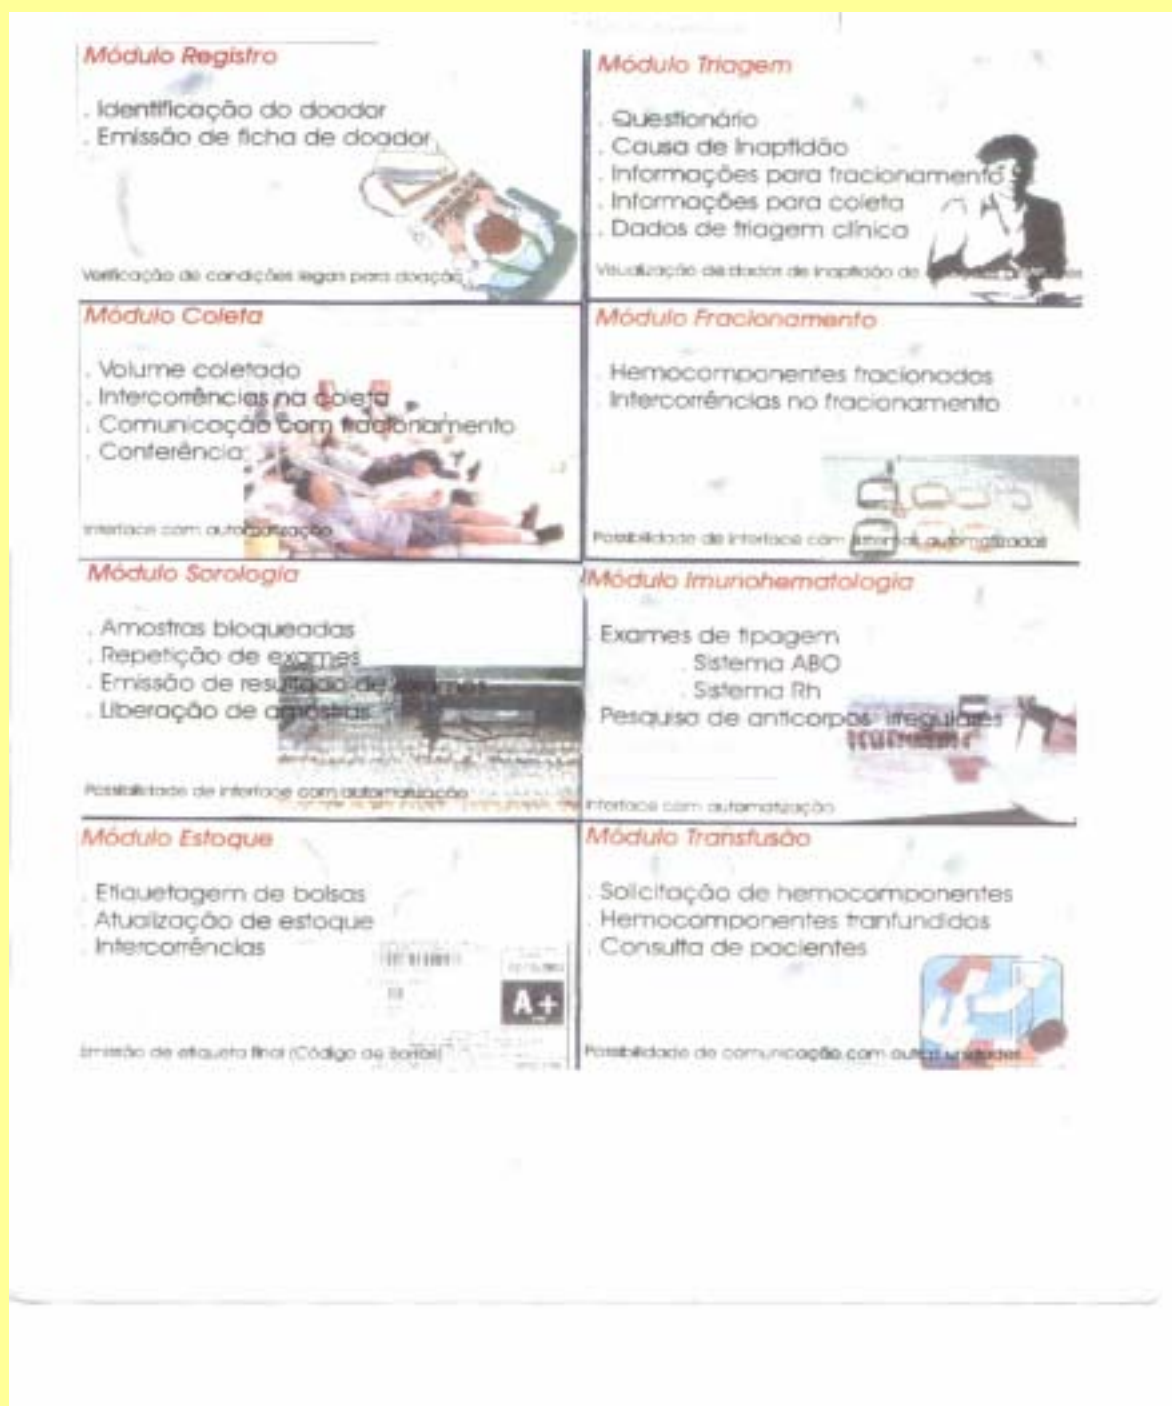 Módulo Registro
. Identificação do doador
. Emissão de ficha de doador
Verificação de condições legais para doação
Módulo Triagem
. Questionário
. Causa de Inaptidão
. Informações para fracionamento
. Informações para coleta
. Dados de triagem clínica
Visualização de dados de inaptidão de
Módulo Coleta
. Volume coletado
. Intercorrências na coleta
. Comunicação com fracionamento
. Conferência
Interface com automatização
Módulo Fracionamento
. Hemocomponentes fracionados
. Intercorrências no fracionamento
Possibilidade de interface com sistemas automatizados
Módulo Sorologia
. Amostras bloqueadas
. Repetição de exames
. Emissão de resultado de exames
. Liberação de amostras
Possibilidade de interface com automatização
Módulo Imunohematologia
. Exames de tipagem
. Sistema ABO
. Sistema Rh
. Pesquisa de anticorpos irregulares
Interface com automatização
Módulo Estoque
. Etiquetagem de bolsas
. Atualização de estoque
. Intercorrências
A+
Emissão de etiqueta final (Código de barras)
Módulo Transfusão
. Solicitação de hemocomponentes
. Hemocomponentes tranfundidos
. Consulta de pacientes
Possibilidade de comunicação com outras unidades